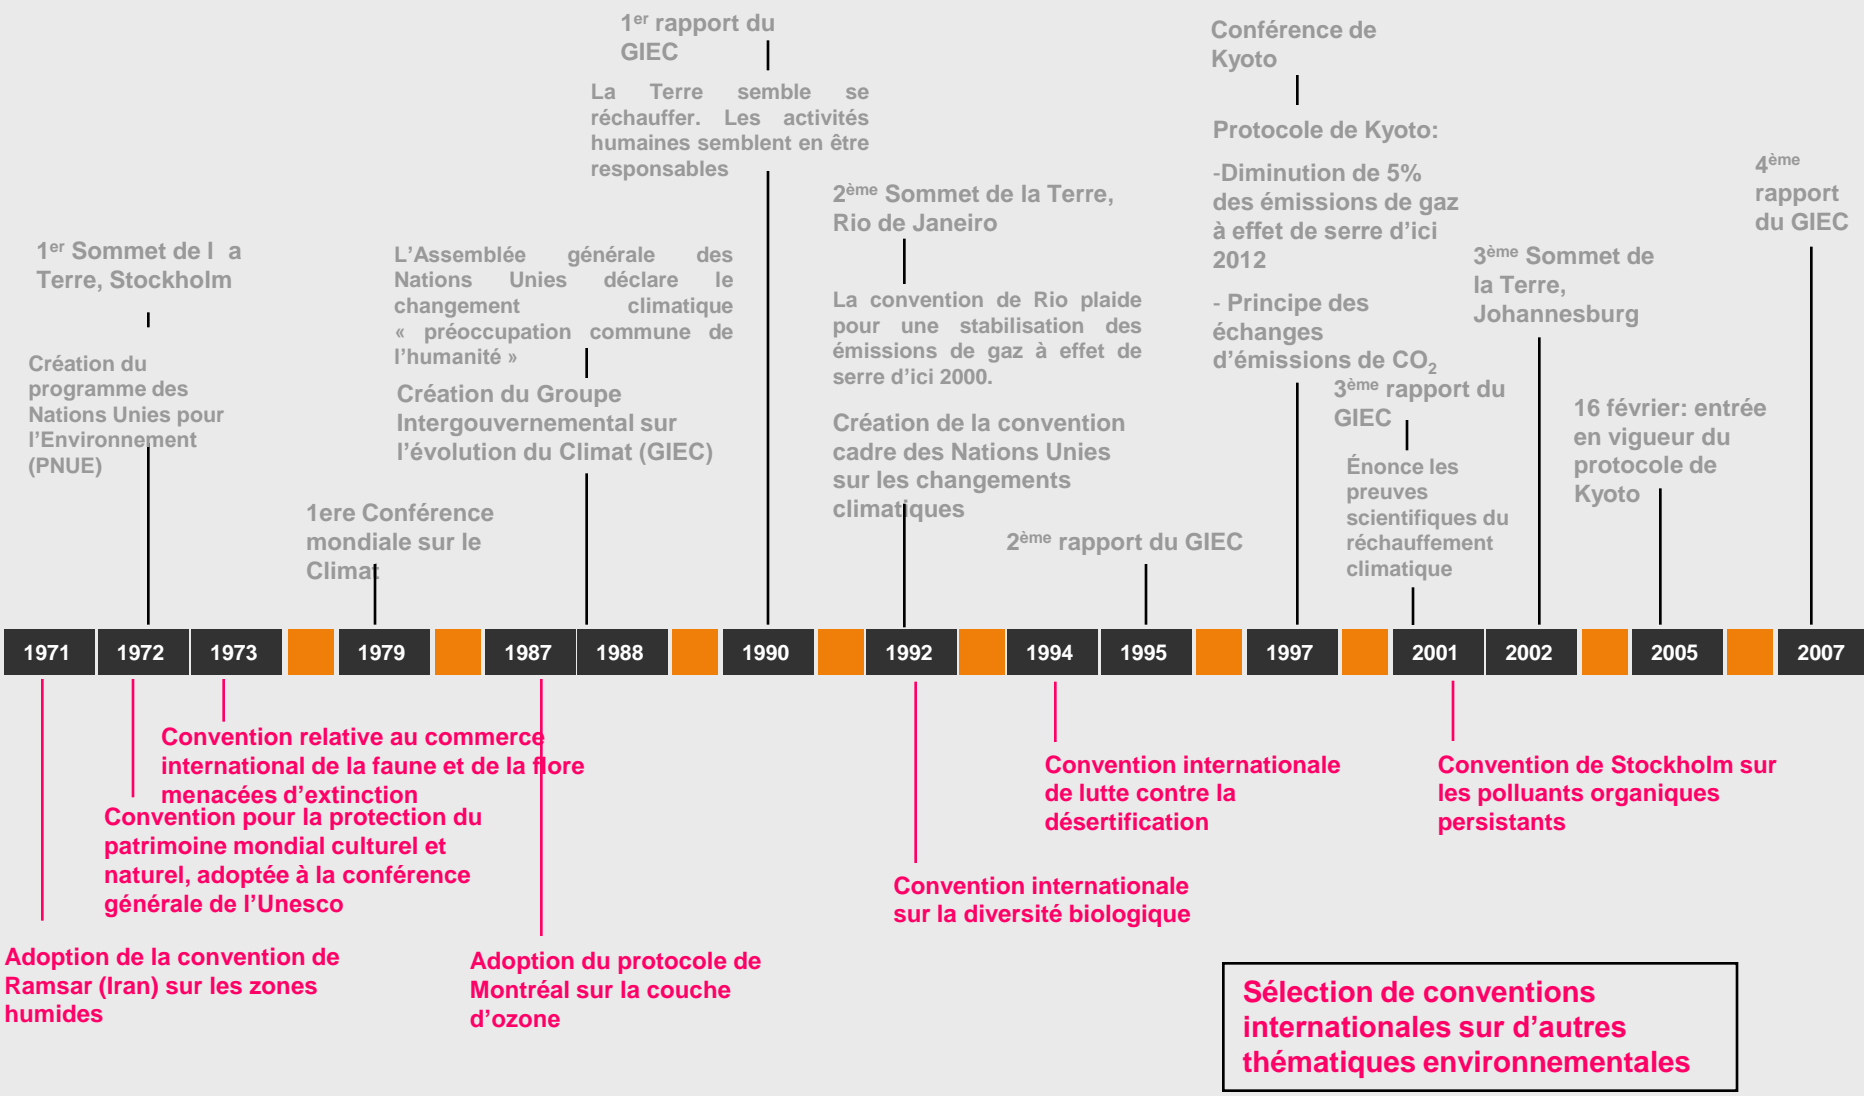 1er rapport du
GIEC
La Terre semble se
réchauffer. Les activités
humaines semblent en être
responsables
Conférence de
Kyoto
Protocole de Kyoto:
-Diminution de 5%
des émissions de gaz
à effet de serre d’ici
2012
- Principe des
échanges
d’émissions de CO2
4ème
rapport
du GIEC
1er Sommet de l a
Terre, Stockholm
Création du
programme des
Nations Unies pour
l’Environnement
(PNUE)
L’Assemblée générale des
Nations Unies déclare le
changement climatique
« préoccupation commune de
l’humanité »
Création du Groupe
Intergouvernemental sur
l’évolution du Climat (GIEC)
2ème Sommet de la Terre,
Rio de Janeiro
La convention de Rio plaide
pour une stabilisation des
émissions de gaz à effet de
serre d’ici 2000.
Création de la convention
cadre des Nations Unies
sur les changements
climatiques
3ème Sommet de
la Terre,
Johannesburg
3ème rapport du
GIEC
Énonce les
preuves
scientifiques du
réchauffement
climatique
16 février: entrée
en vigueur du
protocole de
Kyoto
1ere Conférence
mondiale sur le
Climat
2ème rapport du GIEC
1971 1972 1973 1979 1987 1988 1990 1992 1994 1995 1997 2001 2002 2005 2007
Convention relative au commerce
international de la faune et de la flore
menacées d’extinction
Convention pour la protection du
patrimoine mondial culturel et
naturel, adoptée à la conférence
générale de l’Unesco
Adoption de la convention de
Ramsar (Iran) sur les zones
humides
Adoption du protocole de
Montréal sur la couche
d’ozone
Convention internationale
sur la diversité biologique
Convention internationale
de lutte contre la
désertification
Convention de Stockholm sur
les polluants organiques
persistants
Sélection de conventions
internationales sur d’autres
thématiques environnementales